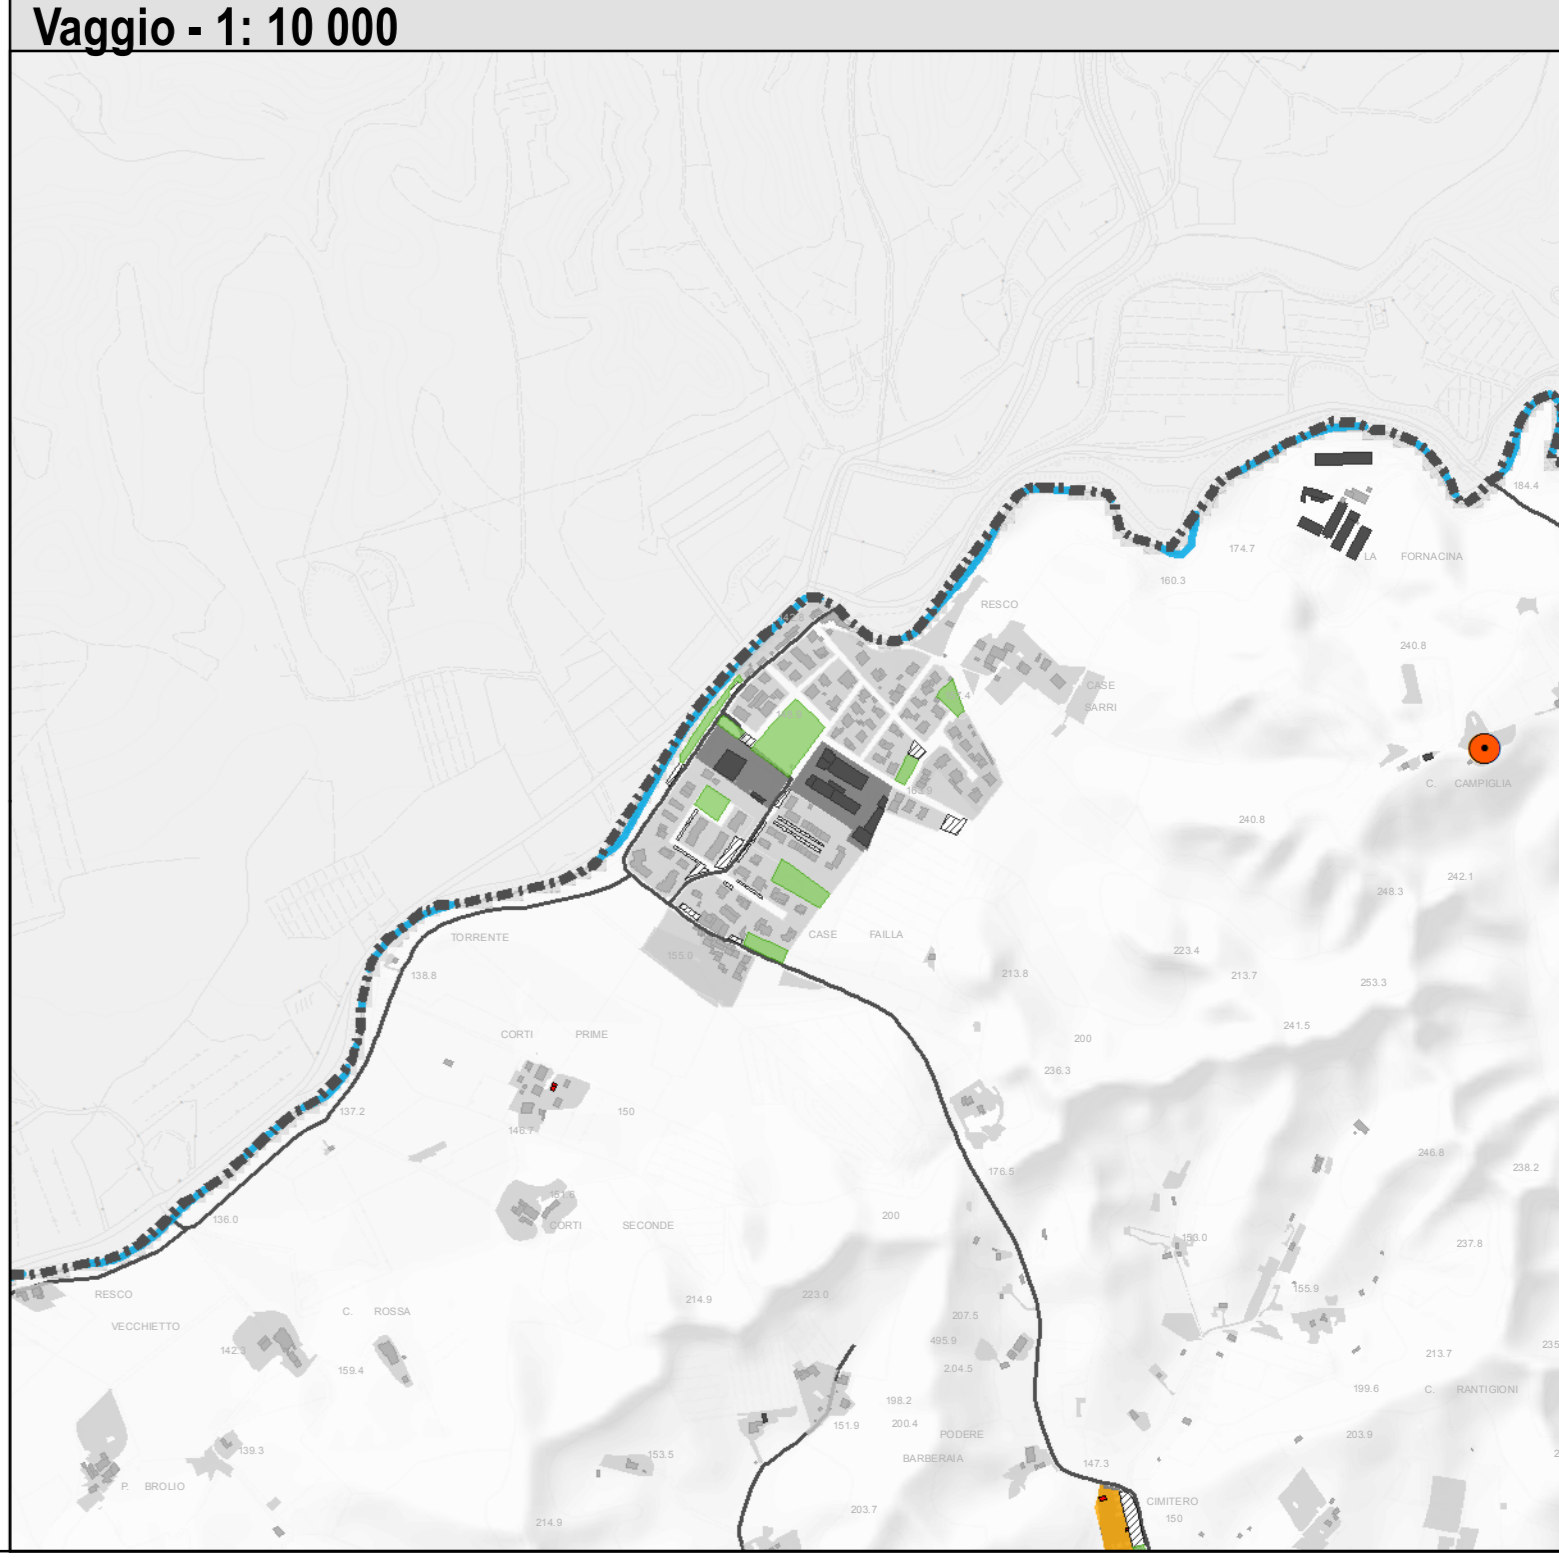 Vaggio - 1: 10 000
184.4
174.7
LA FORNACINA
160.3
RESCO
240.8
CASE
SARRI
C. CAMPIGLIA
240.8
242.1
248.3
CASE FAILLA
TORRENTE
155.0
223.4
138.8
213.8
213.7
253.3
241.5
CORTI PRIME
200
236.3
137.2
150
146.7
246.8
238.2
176.5
136.0
200
CORTI SECONDE
237.8
155.9
RESCO
214.9
223.0
C. ROSSA
207.5
VECCHIETTO
495.9
142.3
213.7
235
159.4
204.5
199.6
C. RANTIGIONI
198.2
151.9
200.4
PODERE
203.9
139.3
153.5
BARBERAIA
147.3
P. BROLIO
CIMITERO
203.7
150
214.9